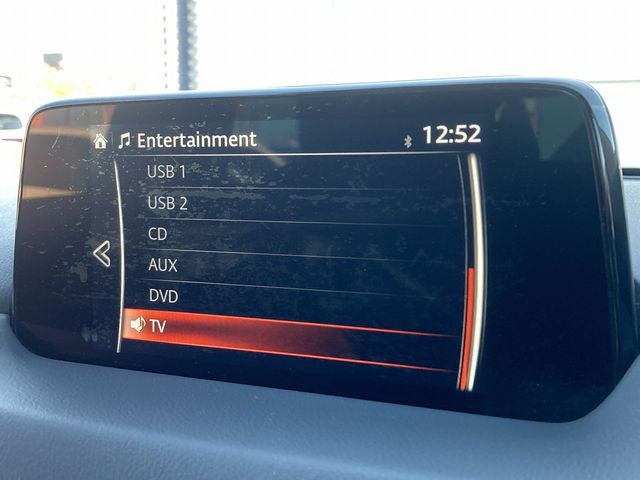 Entertainment 12:52
USB 1
USB 2
CD
AUX
DVD
TV